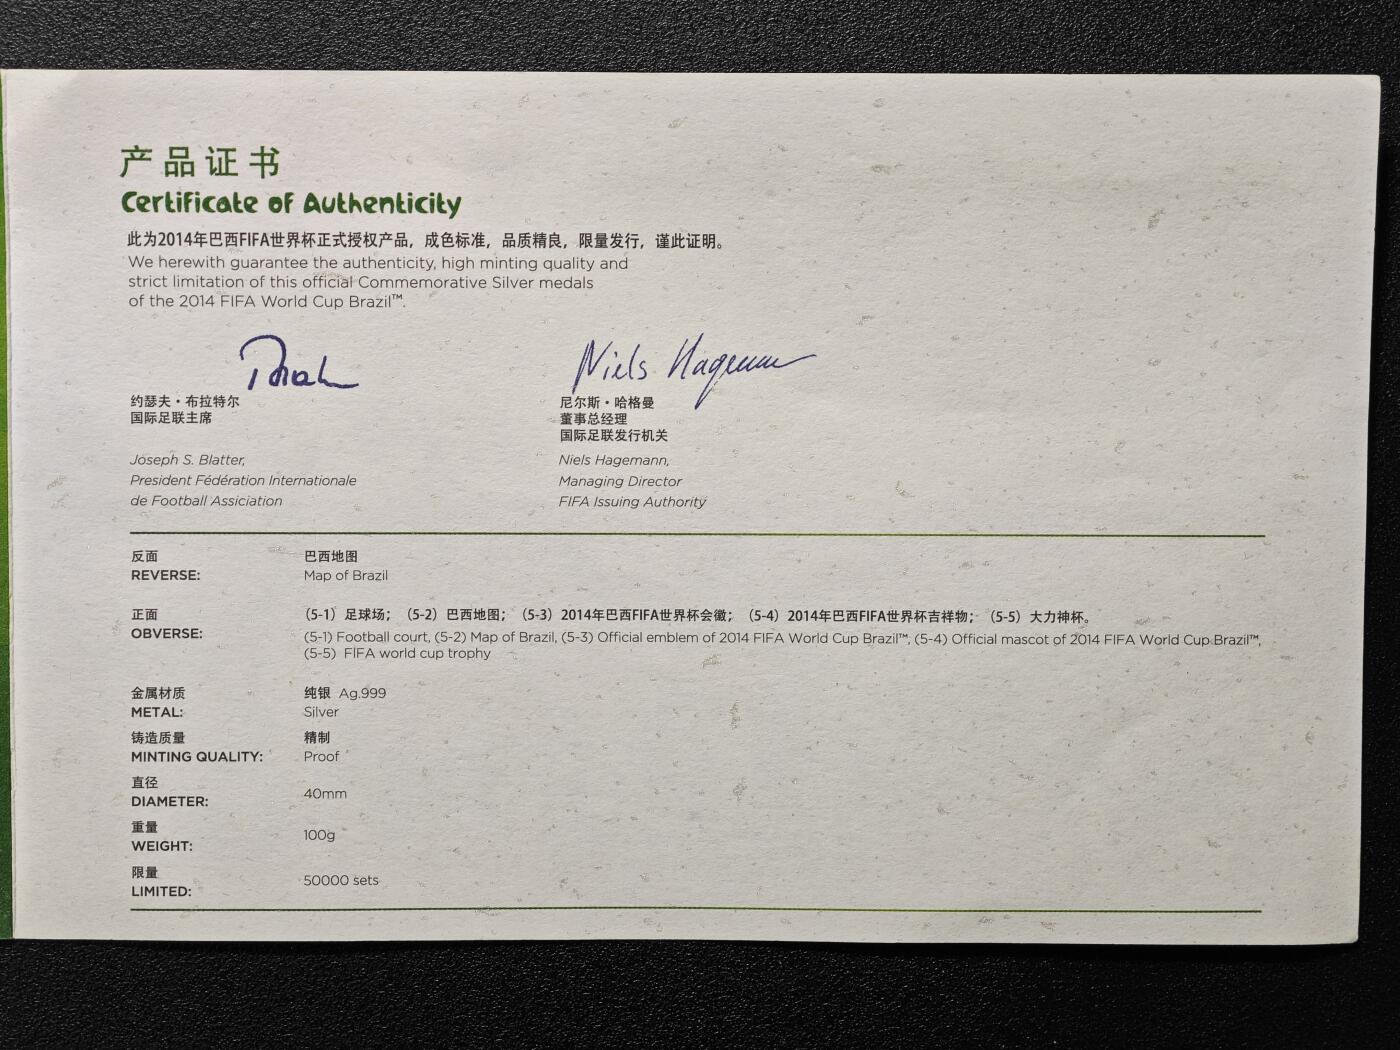 产品证书
Certificate of Authenticity
此为2014年巴西FIFA世界杯正式授权产品，成色标准，品质精良，限量发行，谨此证明。
We herewith guarantee the authenticity, high minting quality and
strict limitation of this official Commemorative Silver medals
of the 2014 FIFA World Cup Brazil™.
Niels Hagemann
约瑟夫·布拉特尔
国际足联主席
尼尔斯·哈格曼
董事总经理
国际足联发行机关
Joseph S. Blatter,
President Fédération Internationale
de Football Assiciation
Niels Hagemann,
Managing Director
FIFA Issuing Authority
反面
REVERSE:
巴西地图
Map of Brazil
正面
OBVERSE:
（5-1）足球场；（5-2）巴西地图；（5-3）2014年巴西FIFA世界杯会徽；（5-4）2014年巴西FIFA世界杯吉祥物；（5-5）大力神杯。
(5-1) Football court, (5-2) Map of Brazil, (5-3) Official emblem of 2014 FIFA World Cup Brazil™, (5-4) Official mascot of 2014 FIFA World Cup Brazil™,
(5-5) FIFA world cup trophy
金属材质
METAL:
纯银 Ag.999
Silver
铸造质量
MINTING QUALITY:
精制
Proof
直径
DIAMETER:
40mm
重量
WEIGHT:
100g
限量
LIMITED:
50000 sets